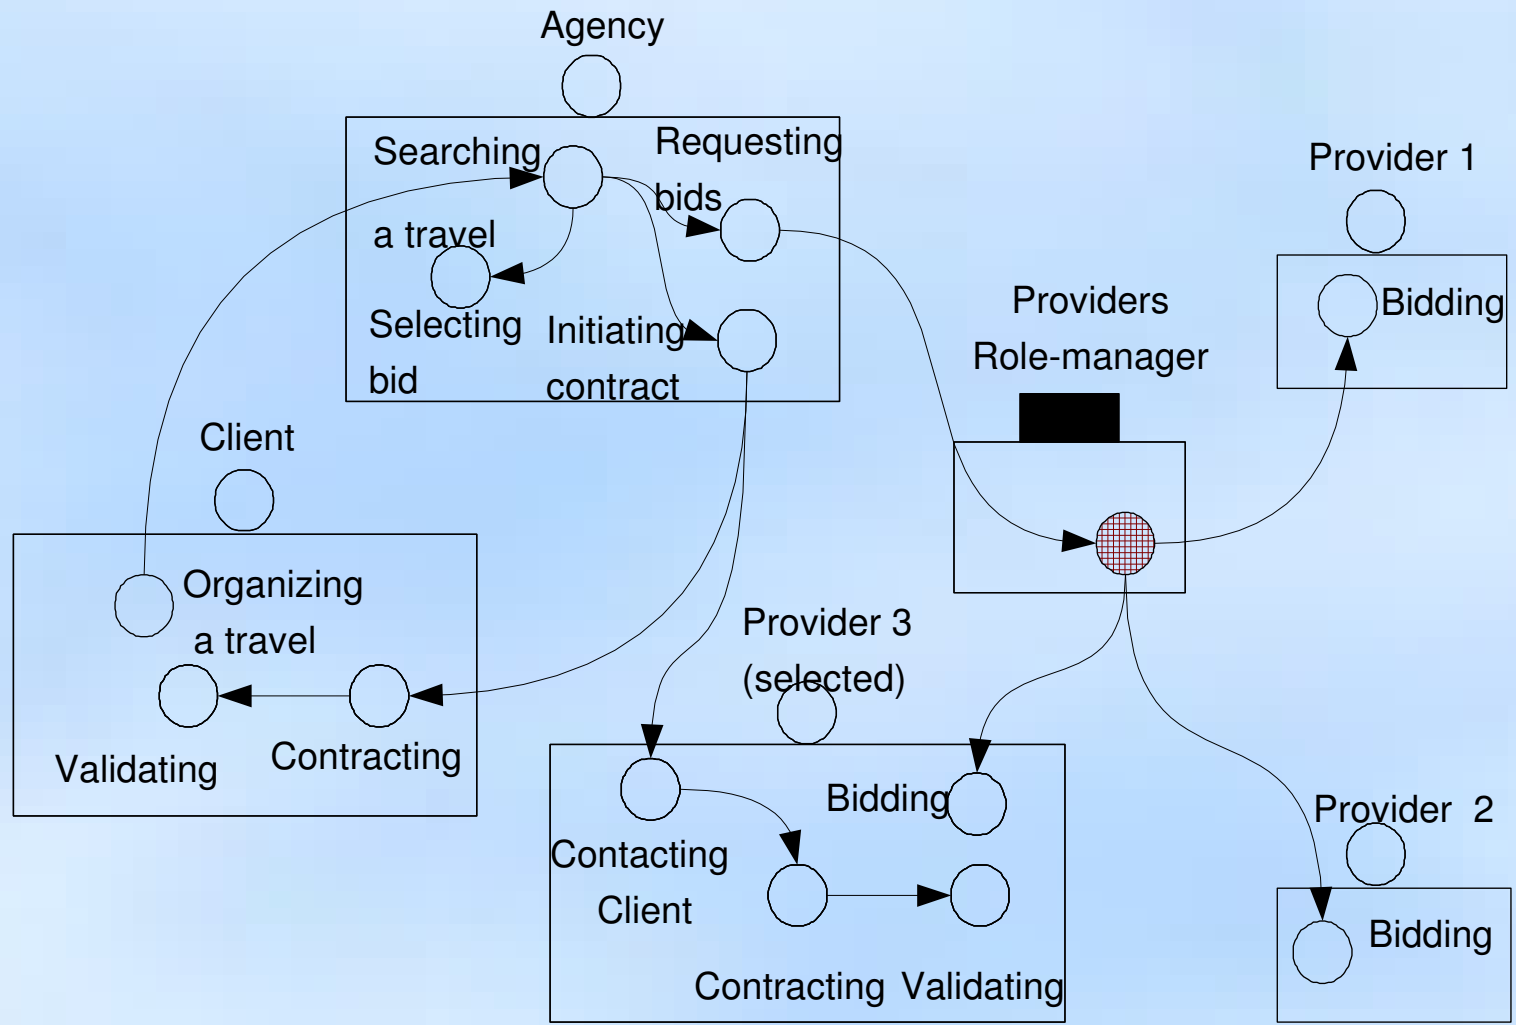 Agency
Searching
a travel
Requesting
bids
Selecting
bid
Initiating
contract
Provider 1
Bidding
Providers
Role-manager
Client
Organizing
a travel
Validating
Contracting
Provider 3
(selected)
Bidding
Contacting
Client
Contracting
Validating
Provider 2
Bidding